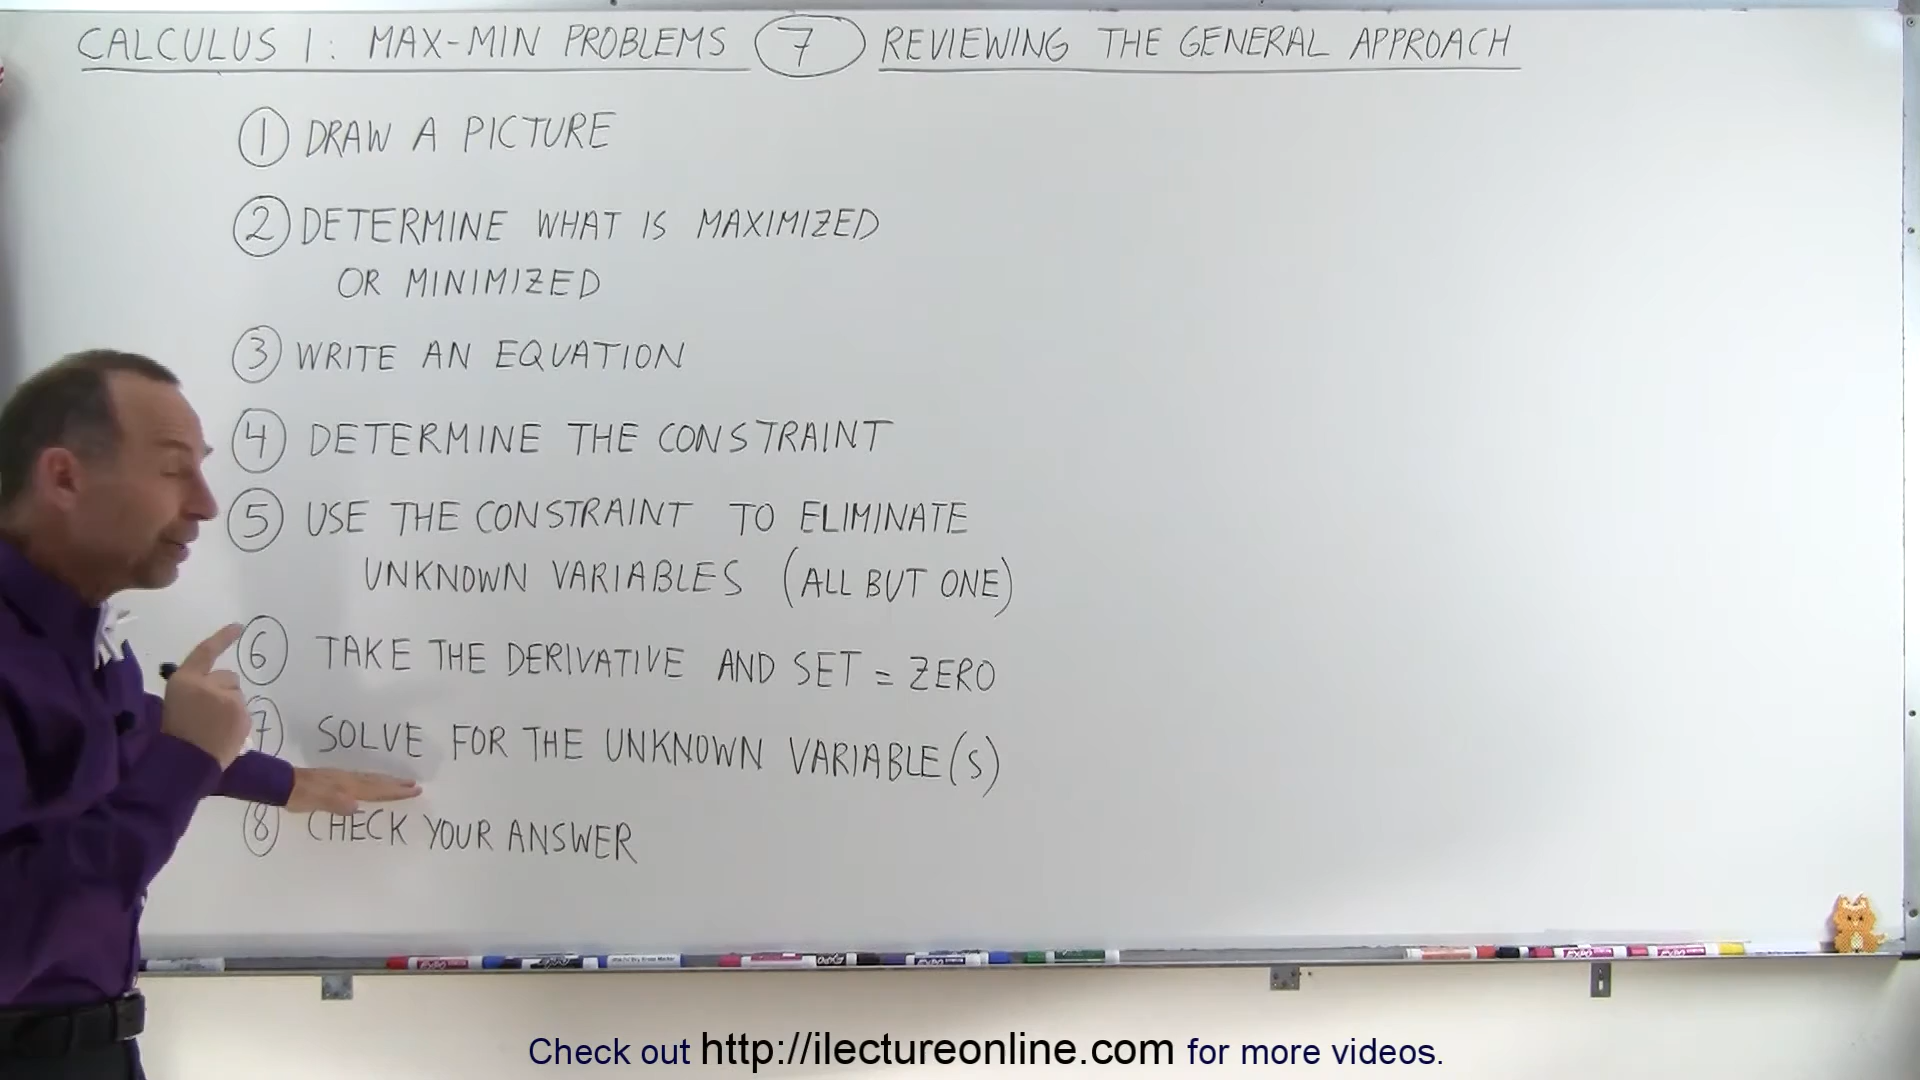 CALCULUS 1: MAX-MIN PROBLEMS 7 REVIEWING THE GENERAL APPROACH
1 DRAW A PICTURE
2 DETERMINE WHAT IS MAXIMIZED
OR MINIMIZED
3 WRITE AN EQUATION
4 DETERMINE THE CONSTRAINT
5 USE THE CONSTRAINT TO ELIMINATE
UNKNOWN VARIABLES (ALL BUT ONE)
6 TAKE THE DERIVATIVE AND SET = ZERO
7 SOLVE FOR THE UNKNOWN VARIABLE(S)
8 CHECK YOUR ANSWER
EXPO EXPO
Check out http://ilectureonline.com for more videos.